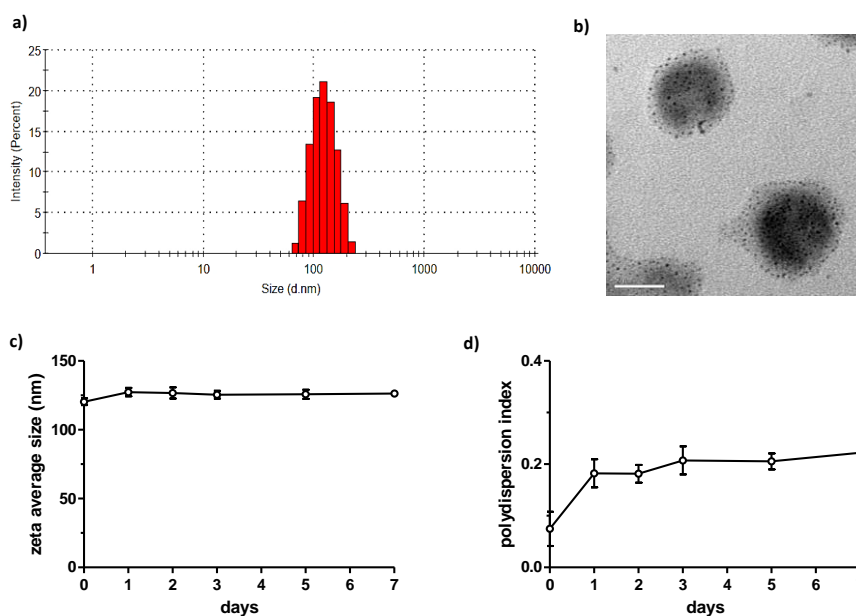 a)
25
20
15
10
5
0
Intensity (Percent)
1 10 100 1000 10000
Size (d.nm)
b)
c)
150
100
50
0
zeta average size (nm)
0 1 2 3 4 5 6 7
days
d)
0.4
0.2
0.0
polydispersion index
0 1 2 3 4 5 6
days